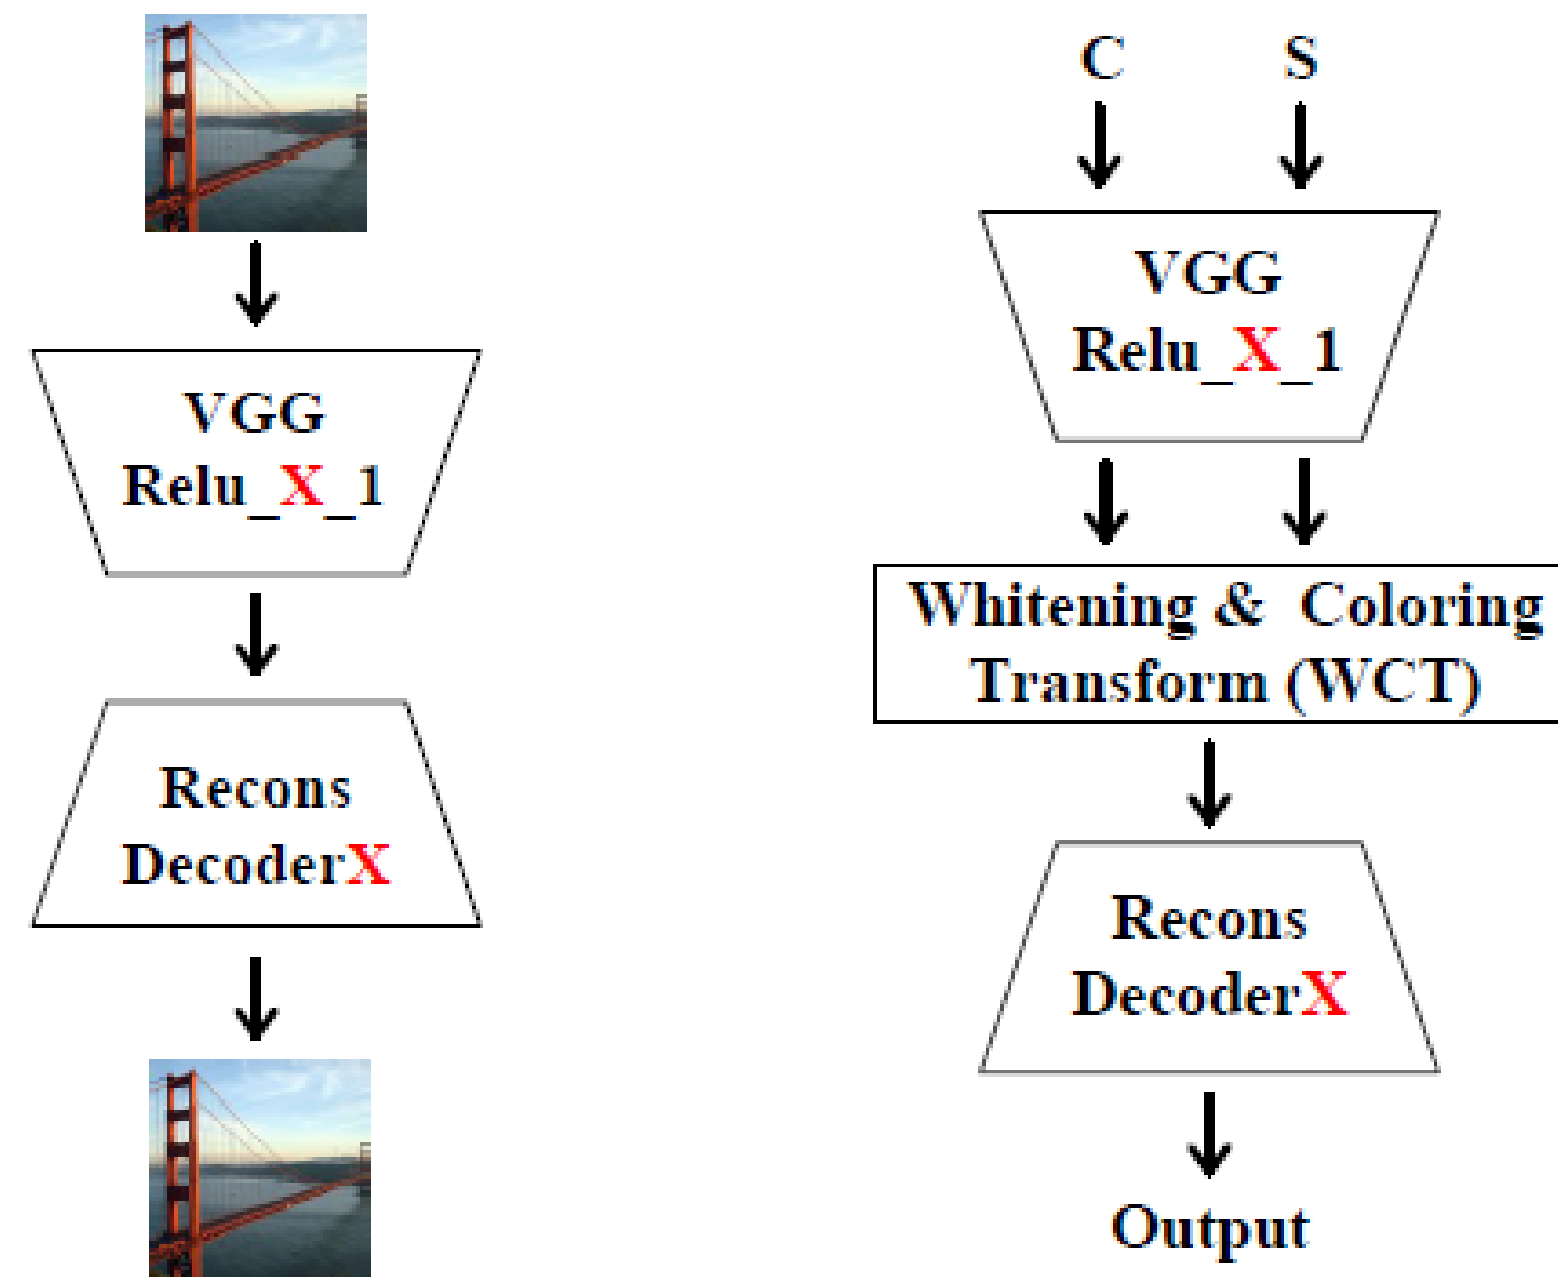 VGG
Relu_X_1
Recons
DecoderX
C S
VGG
Relu_X_1
Whitening & Coloring
Transform (WCT)
Recons
DecoderX
Output